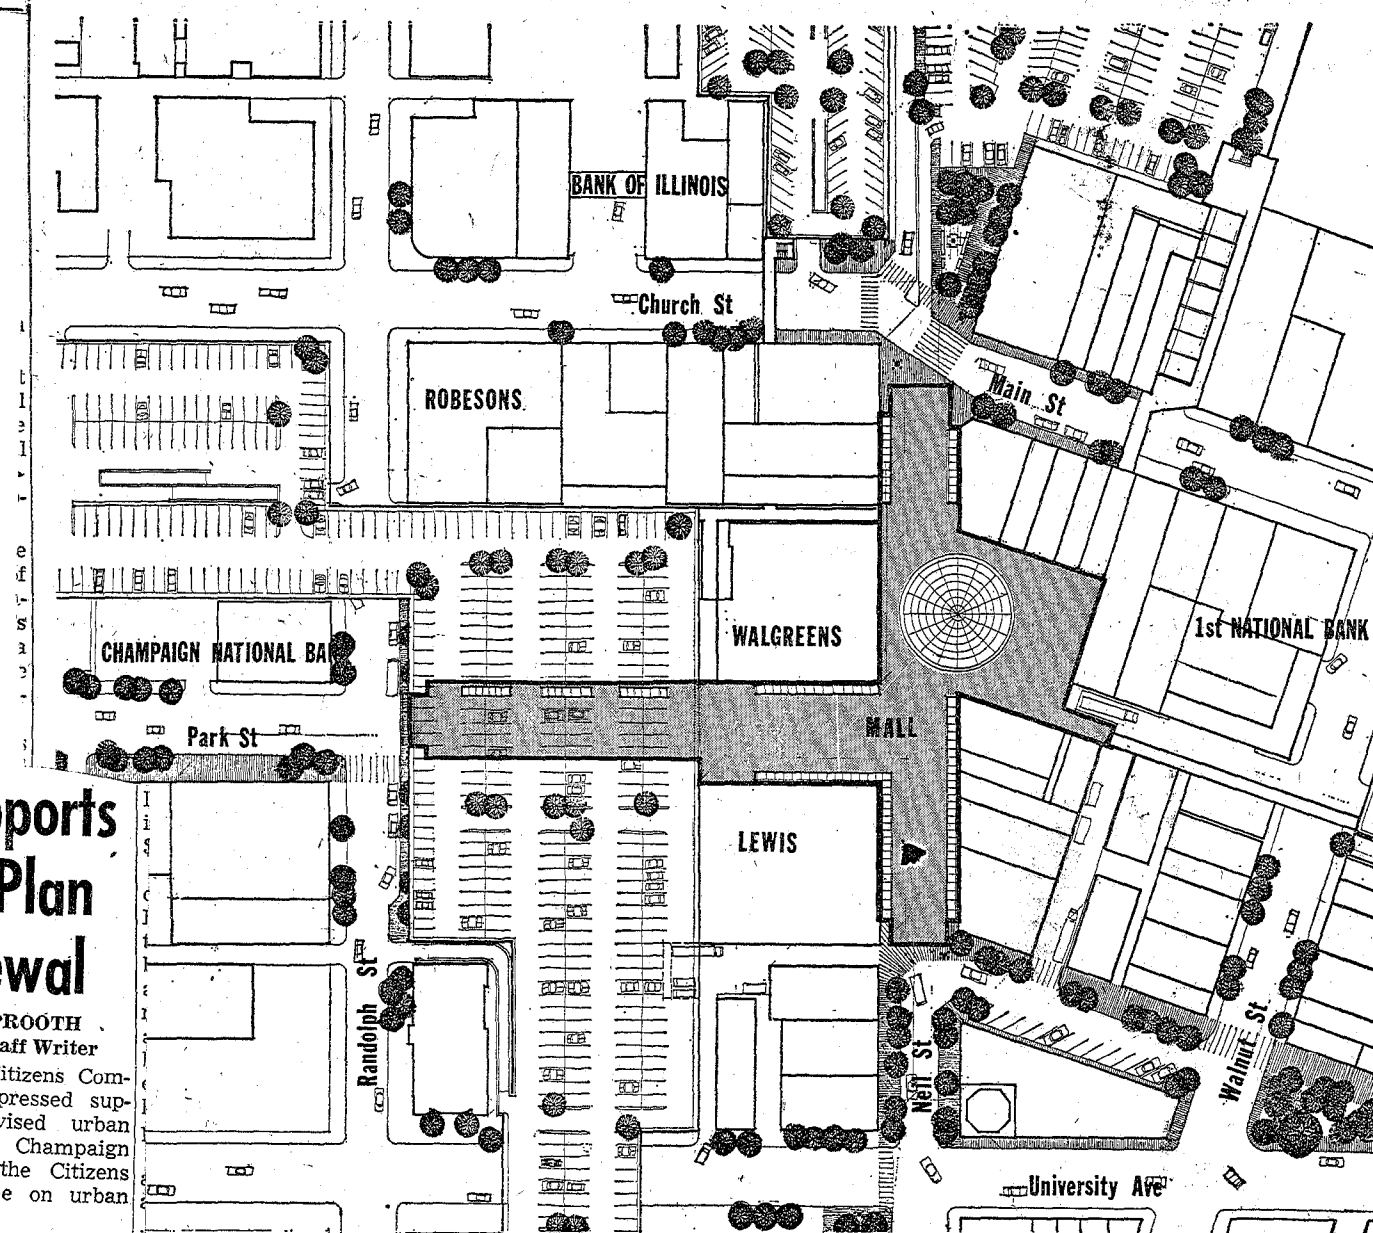 BANK OF ILLINOIS
Church St
ROBESONS
Main St
WALGREENS
1st NATIONAL BANK
CHAMPAIGN NATIONAL BAN
Park St
MALL
LEWIS
Randolph St
Neil St
Walnut St
University Ave
pports
Plan
ewal
PROOTH
aff Writer
itizens Com-
pressed sup-
vised urban
Champaign
the Citizens
e on urban